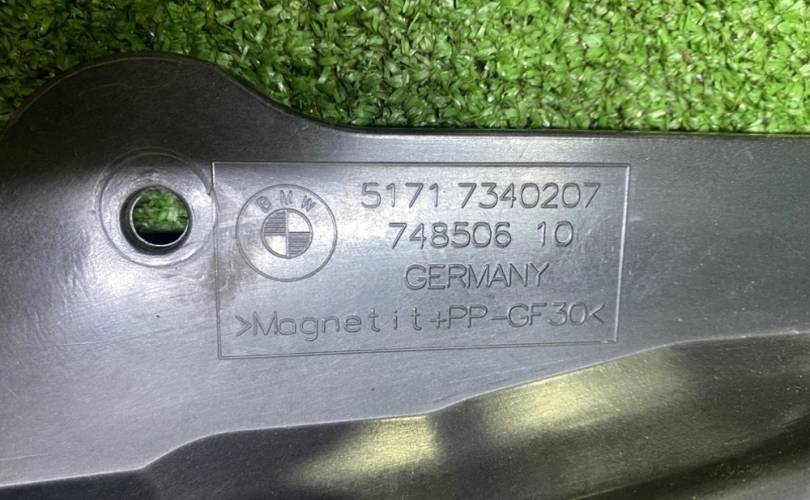 BMW
5171 7340207
748506 10
GERMANY
>Magnetit+PP-GF30<